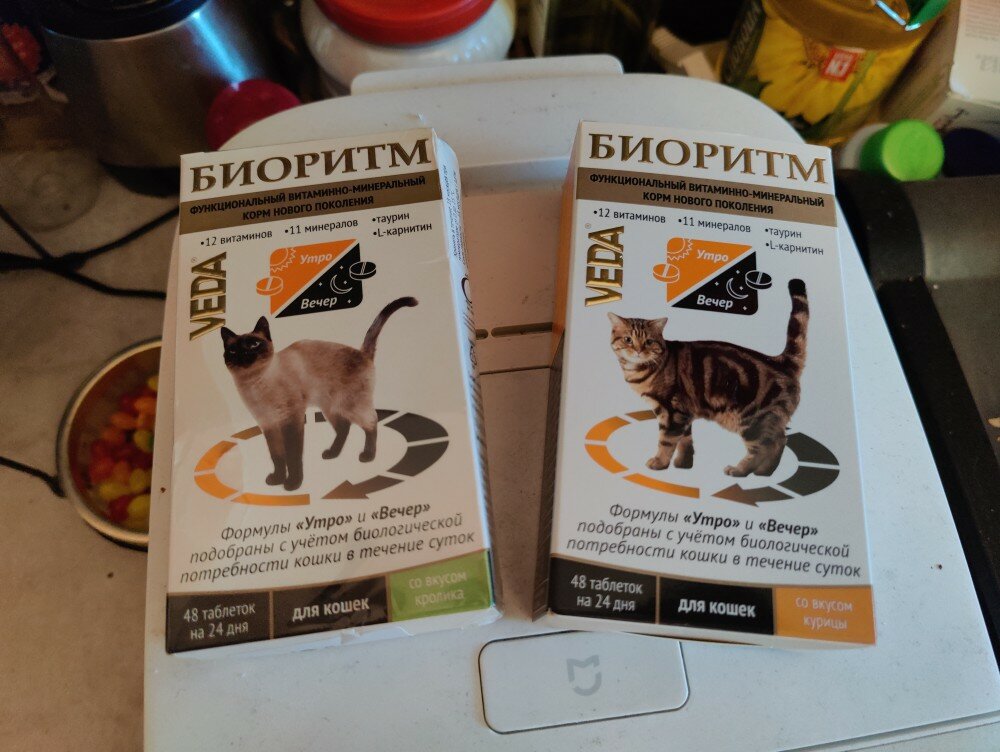 БИОРИТМ
ФУНКЦИОНАЛЬНЫЙ ВИТАМИННО-МИНЕРАЛЬНЫЙ
КОРМ НОВОГО ПОКОЛЕНИЯ
•12 витаминов •11 минералов •таурин
•L-карнитин
VEDA®
Утро
Вечер
Формулы «Утро» и «Вечер»
подобраны с учётом биологической
потребности кошки в течение суток
48 таблеток
на 24 дня
для кошек
со вкусом
кролика
БИОРИТМ
ФУНКЦИОНАЛЬНЫЙ ВИТАМИННО-МИНЕРАЛЬНЫЙ
КОРМ НОВОГО ПОКОЛЕНИЯ
•12 витаминов •11 минералов •таурин
•L-карнитин
VEDA®
Утро
Вечер
Формулы «Утро» и «Вечер»
подобраны с учётом биологической
потребности кошки в течение суток
48 таблеток
на 24 дня
для кошек
со вкусом
курицы